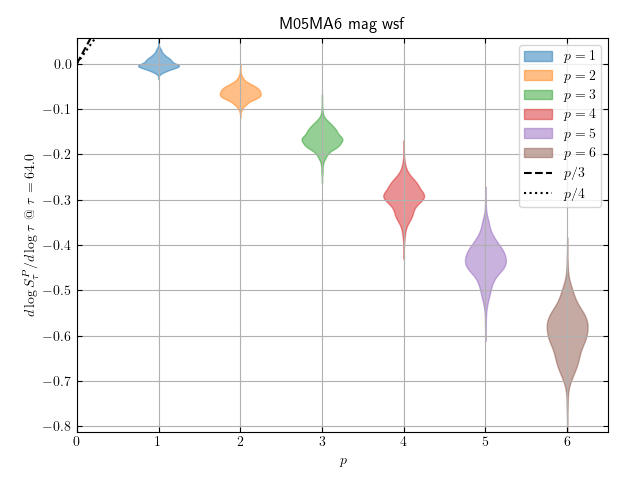 M05MA6 mag wsf
d log S_τ^P / d log τ @ τ = 64.0
0.0
−0.1
−0.2
−0.3
−0.4
−0.5
−0.6
−0.7
−0.8
p = 1
p = 2
p = 3
p = 4
p = 5
p = 6
p/3
p/4
0 1 2 3 4 5 6
p